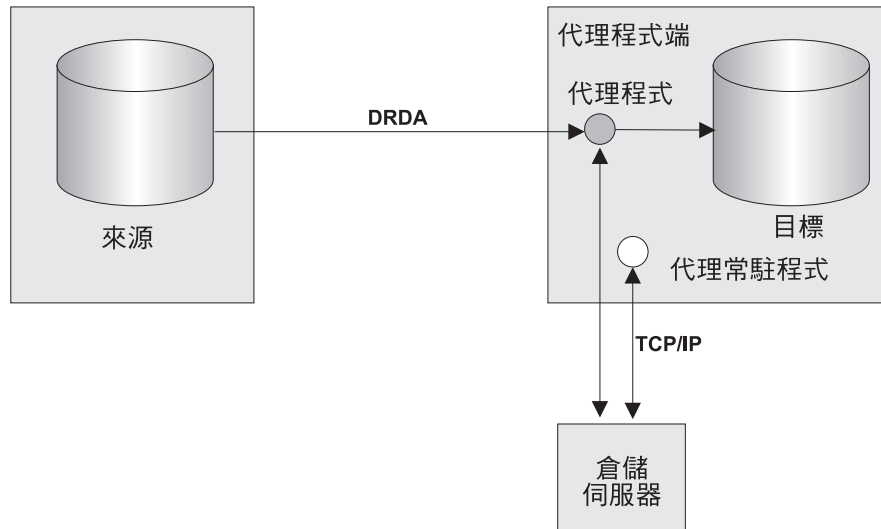 代理程式端
代理程式
DRDA
來源
目標
代理常駐程式
TCP/IP
倉儲
伺服器